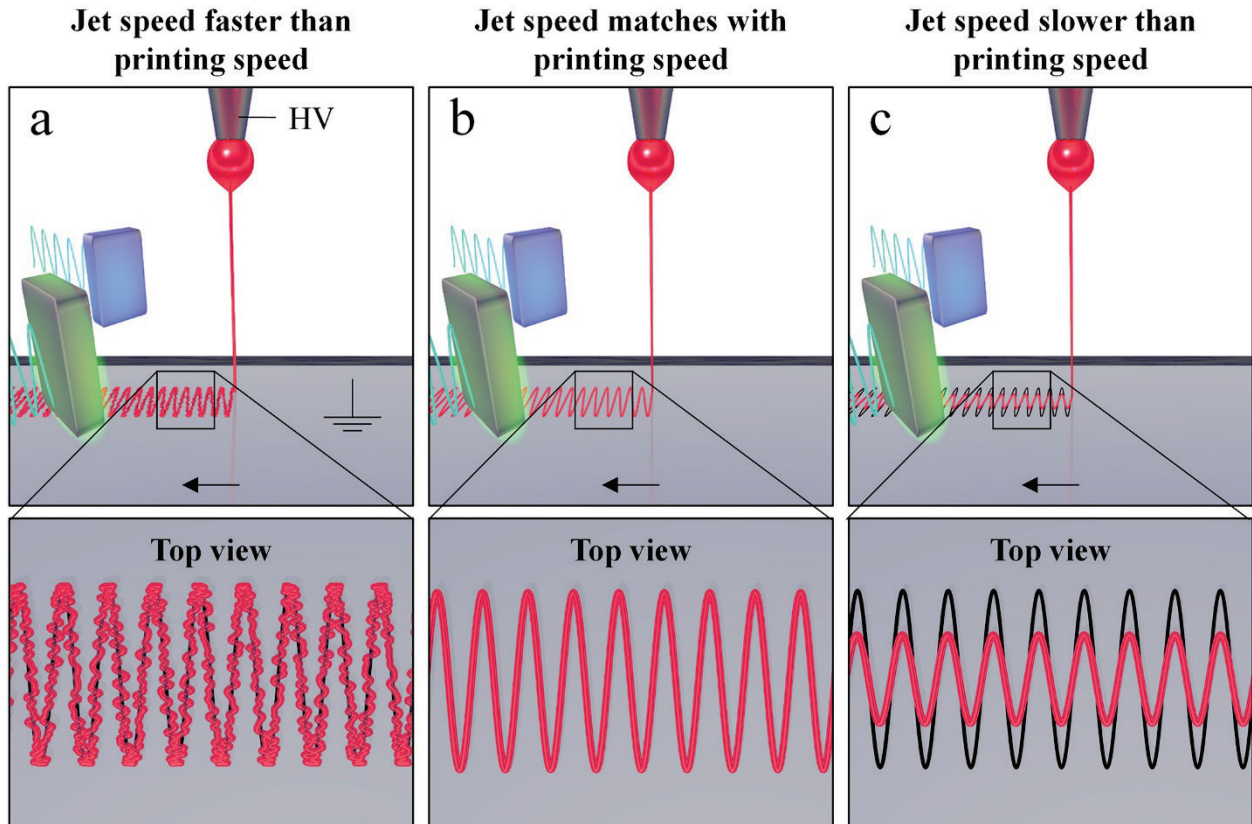 Jet speed faster than
printing speed
Jet speed matches with
printing speed
Jet speed slower than
printing speed
a
HV
b
c
Top view
Top view
Top view